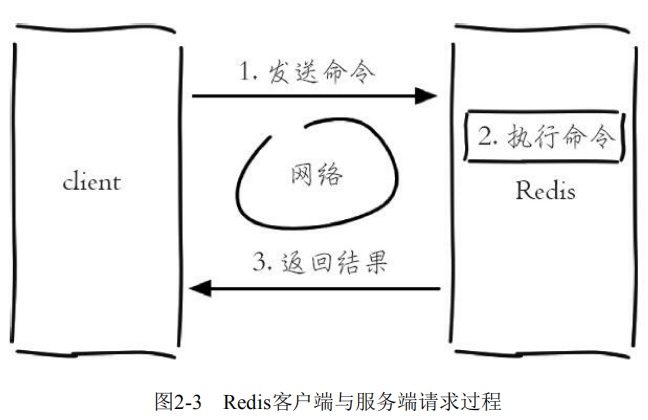 1. 发送命令
2. 执行命令
client
网络
Redis
3. 返回结果
图2-3 Redis客户端与服务端请求过程